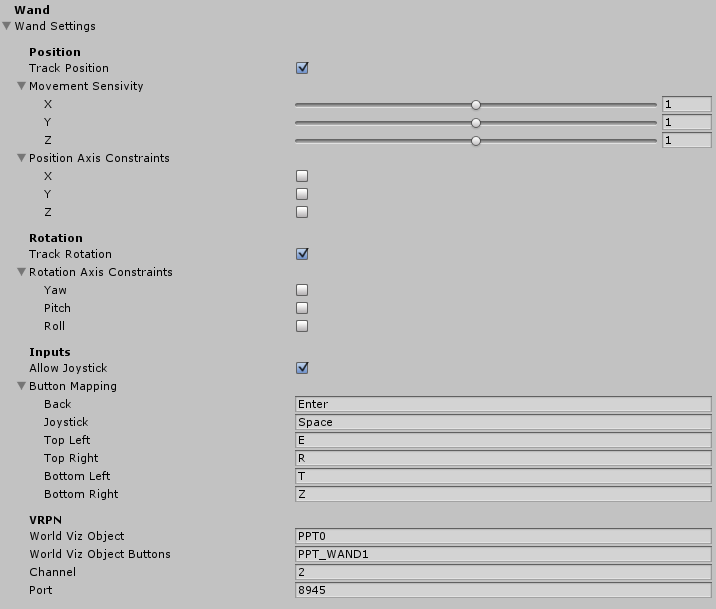 Wand
Wand Settings
Position
Track Position
Movement Sensivity
X 1
Y 1
Z 1
Position Axis Constraints
X
Y
Z
Rotation
Track Rotation
Rotation Axis Constraints
Yaw
Pitch
Roll
Inputs
Allow Joystick
Button Mapping
Back Enter
Joystick Space
Top Left E
Top Right R
Bottom Left T
Bottom Right Z
VRPN
World Viz Object PPT0
World Viz Object Buttons PPT_WAND1
Channel 2
Port 8945